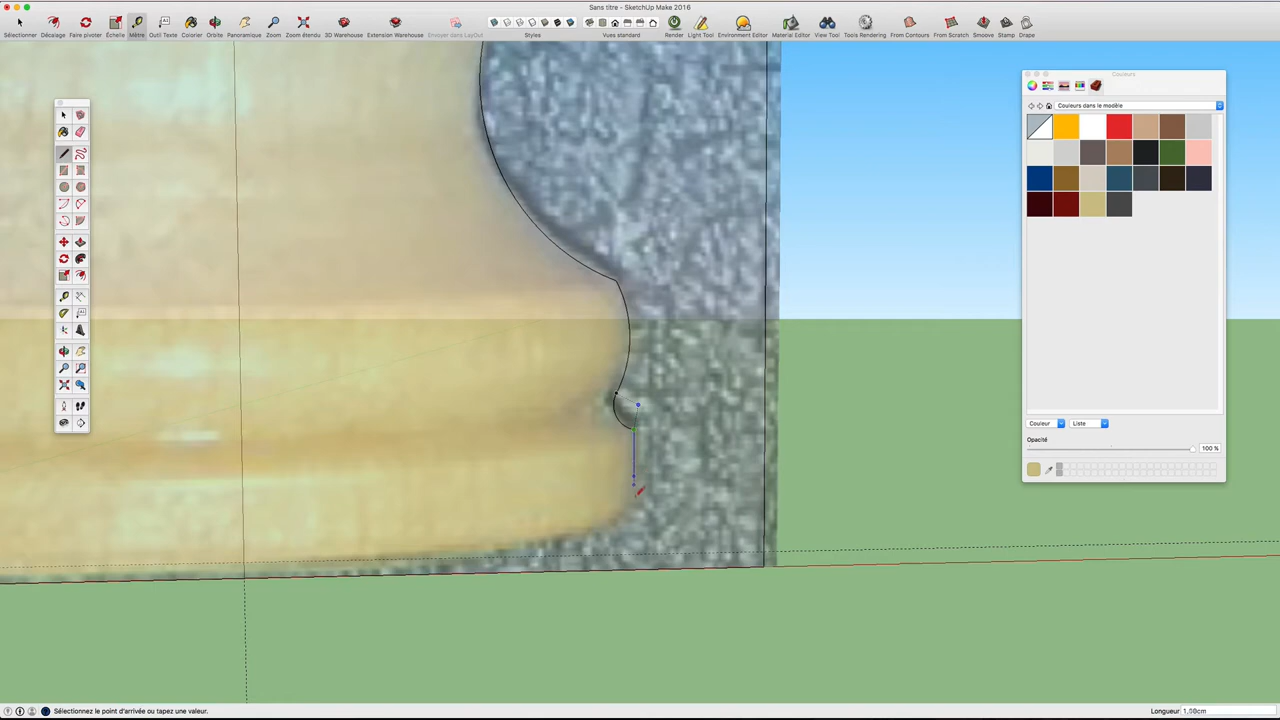 Sans titre - SketchUp Make 2016
Sélectionner Décalage Faire pivoter Échelle Mètre Outil Texte Colorier Orbite Panoramique Zoom Zoom étendu 3D Warehouse Extension Warehouse Envoyer dans LayOut Styles Vues standard Render Light Tool Environment Editor Material Editor View Tool Tools Rendering From Contours From Scratch Smoove Stamp Drape
Couleurs
Couleurs dans le modèle
Couleur Liste
Opacité
100 %
Sélectionnez le point d'arrivée ou tapez une valeur. Longueur